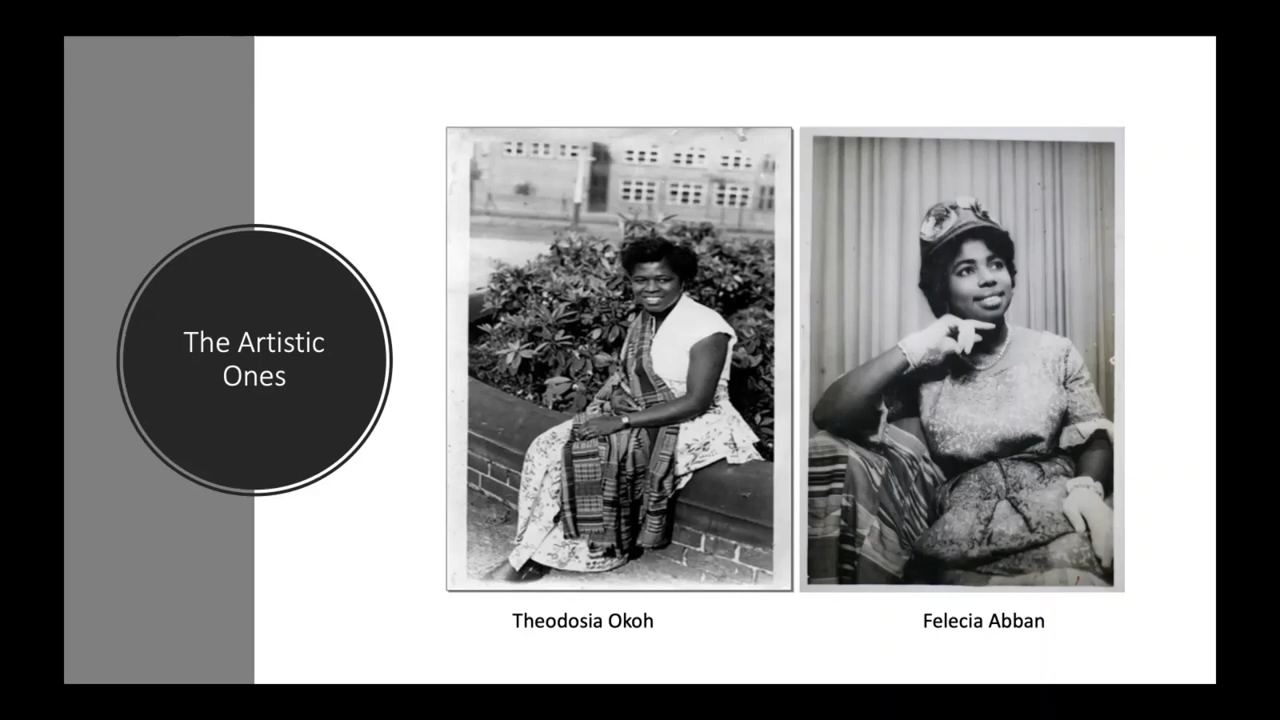 The Artistic
Ones
Theodosia Okoh
Felecia Abban